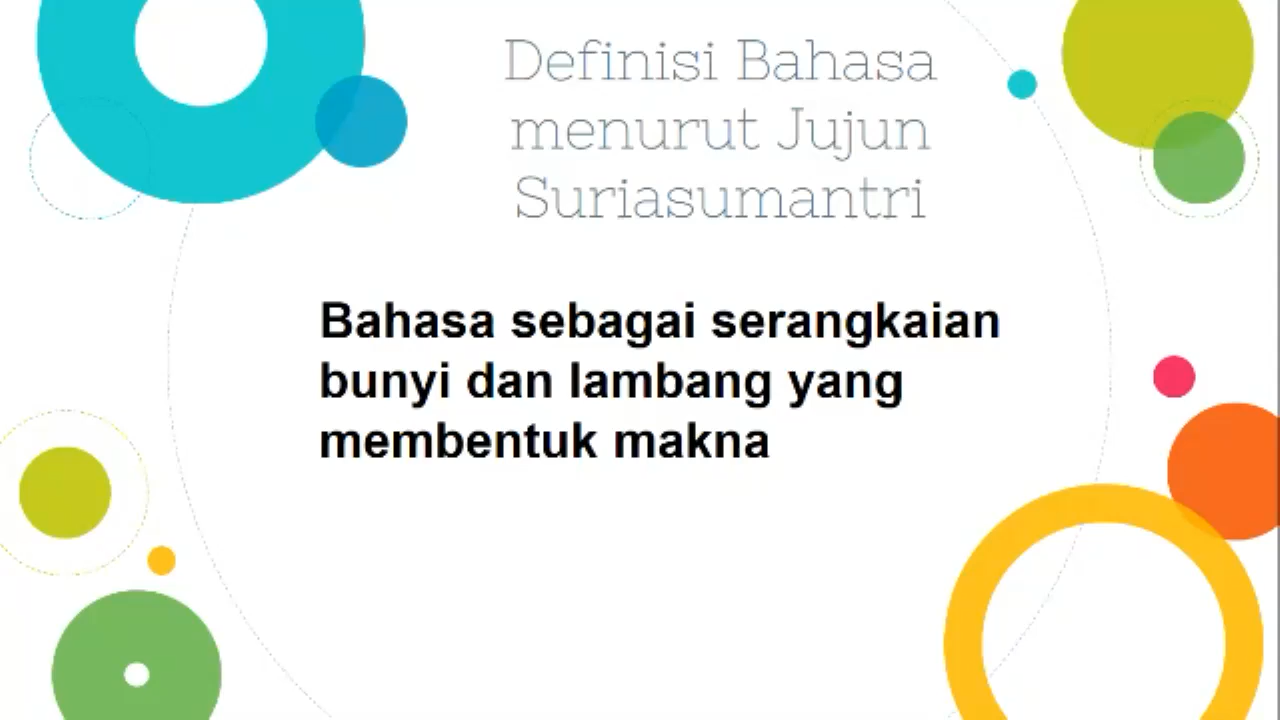 Definisi Bahasa
menurut Jujun
Suriasumantri
Bahasa sebagai serangkaian
bunyi dan lambang yang
membentuk makna